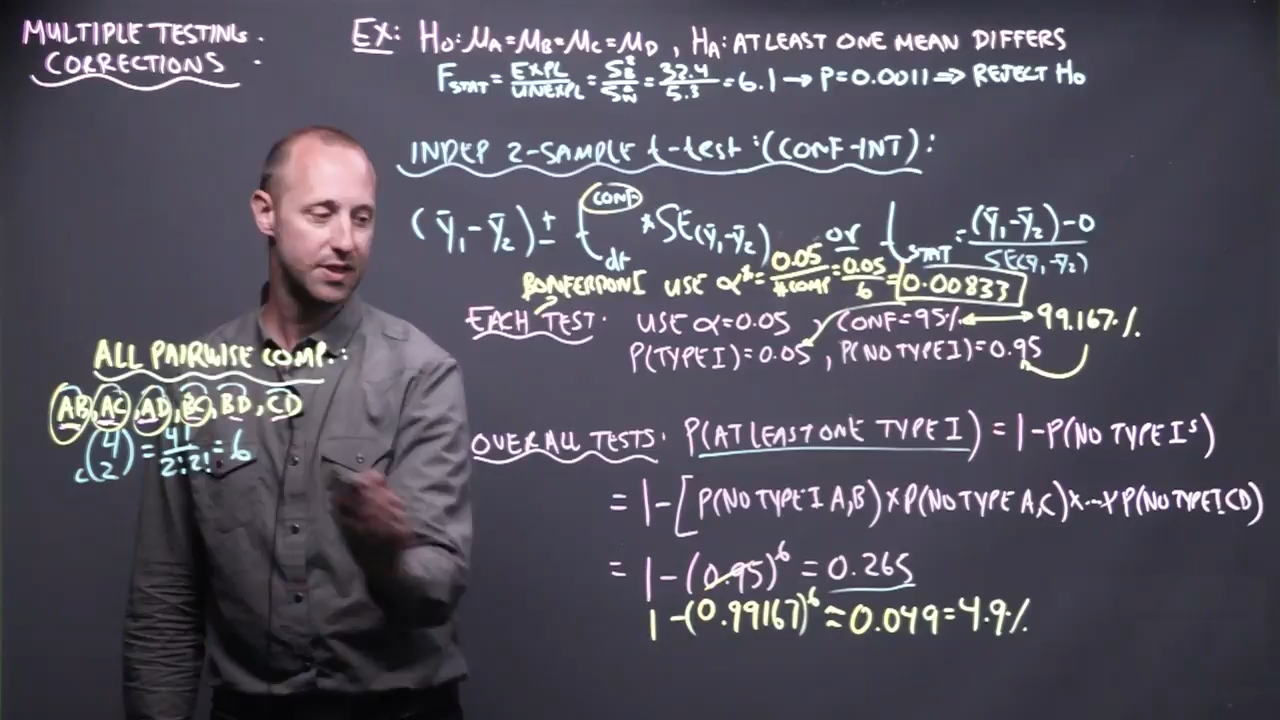 MULTIPLE TESTING
CORRECTIONS
EX: H₀: μA=μB=μC=μD , HA: AT LEAST ONE MEAN DIFFERS
FSTAT = EXPL/UNEXPL = S²B/S²W = 32.4/5.3 = 6.1 → P=0.0011 ⇒ REJECT H₀
INDEP 2-SAMPLE t-test: (CONF-INT):
(ȳ₁-ȳ₂) ± t CONF df * SE(ȳ₁-ȳ₂) or tSTAT = (ȳ₁-ȳ₂)-0 / SE(ȳ₁-ȳ₂)
BONFERRONI USE α* = 0.05/#COMP = 0.05/6 = 0.00833
EACH TEST: USE α=0.05 CONF=95% ↔ 99.167%
P(TYPE I)=0.05, P(NO TYPE I)=0.95
ALL PAIRWISE COMP.:
AB, AC, AD, BC, BD, CD
(4 2) = 4!/2!2! = 6
OVERALL TESTS: P(AT LEAST ONE TYPE I) = 1-P(NO TYPE Iˢ)
= 1-[P(NO TYPE I A,B)×P(NO TYPE A,C)×...×P(NO TYPE I CD)
= 1-(0.95)⁶ = 0.265
1-(0.99167)⁶ ≈ 0.049=4.9%